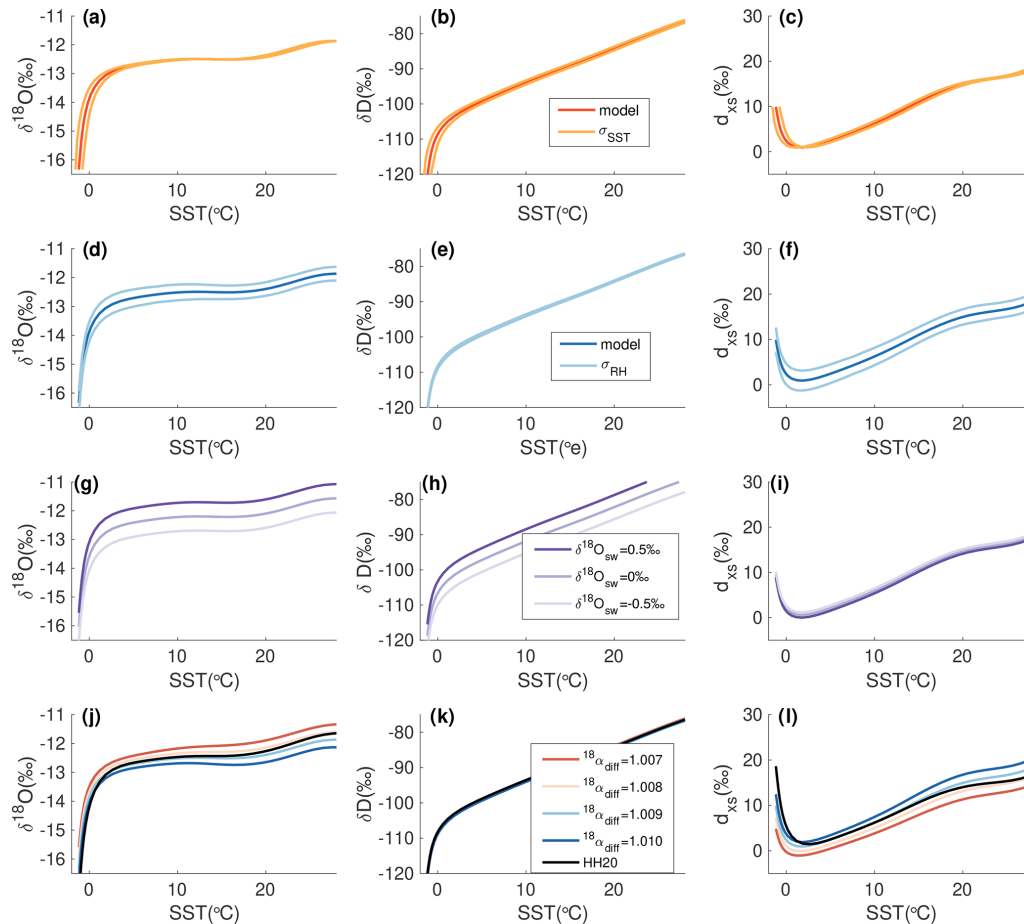 (a) (b) (c)
-11 -12 -13 -14 -15 -16
δ¹⁸O(‰)
0 10 20
SST(°C)
-80 -90 -100 -110 -120
δD(‰)
model
σSST
0 10 20
SST(°C)
30 20 10 0
dxs(‰)
0 10 20
SST(°C)
(d) (e) (f)
-11 -12 -13 -14 -15 -16
δ¹⁸O(‰)
0 10 20
SST(°C)
-80 -90 -100 -110 -120
δD(‰)
model
σRH
0 10 20
SST(°e)
30 20 10 0
dxs(‰)
0 10 20
SST(°C)
(g) (h) (i)
-11 -12 -13 -14 -15 -16
δ¹⁸O(‰)
0 10 20
SST(°C)
-80 -90 -100 -110 -120
δ D(‰)
δ¹⁸Osw=0.5‰
δ¹⁸Osw=0‰
δ¹⁸Osw=-0.5‰
0 10 20
SST(°C)
30 20 10 0
dxs(‰)
0 10 20
SST(°C)
(j) (k) (l)
-11 -12 -13 -14 -15 -16
δ¹⁸O(‰)
0 10 20
SST(°C)
-80 -90 -100 -110 -120
δD(‰)
¹⁸αdiff=1.007
¹⁸αdiff=1.008
¹⁸αdiff=1.009
¹⁸αdiff=1.010
HH20
0 10 20
SST(°C)
30 20 10 0
dxs(‰)
0 10 20
SST(°C)